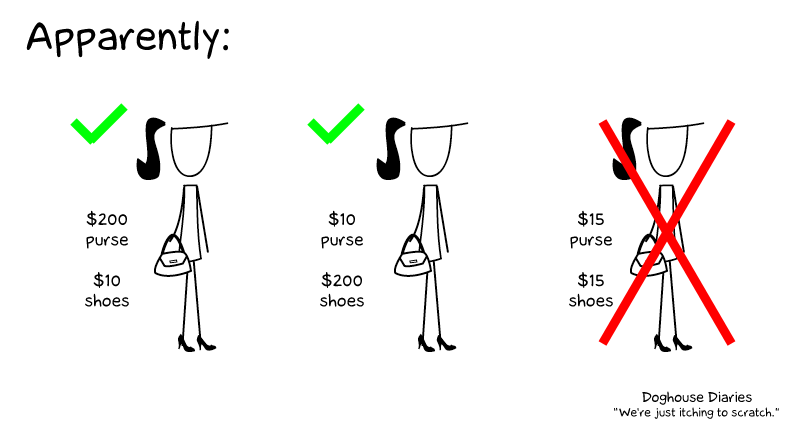 Apparently:
$200
purse
$10
shoes
$10
purse
$200
shoes
$15
purse
$15
shoes
Doghouse Diaries
"We're just itching to scratch."